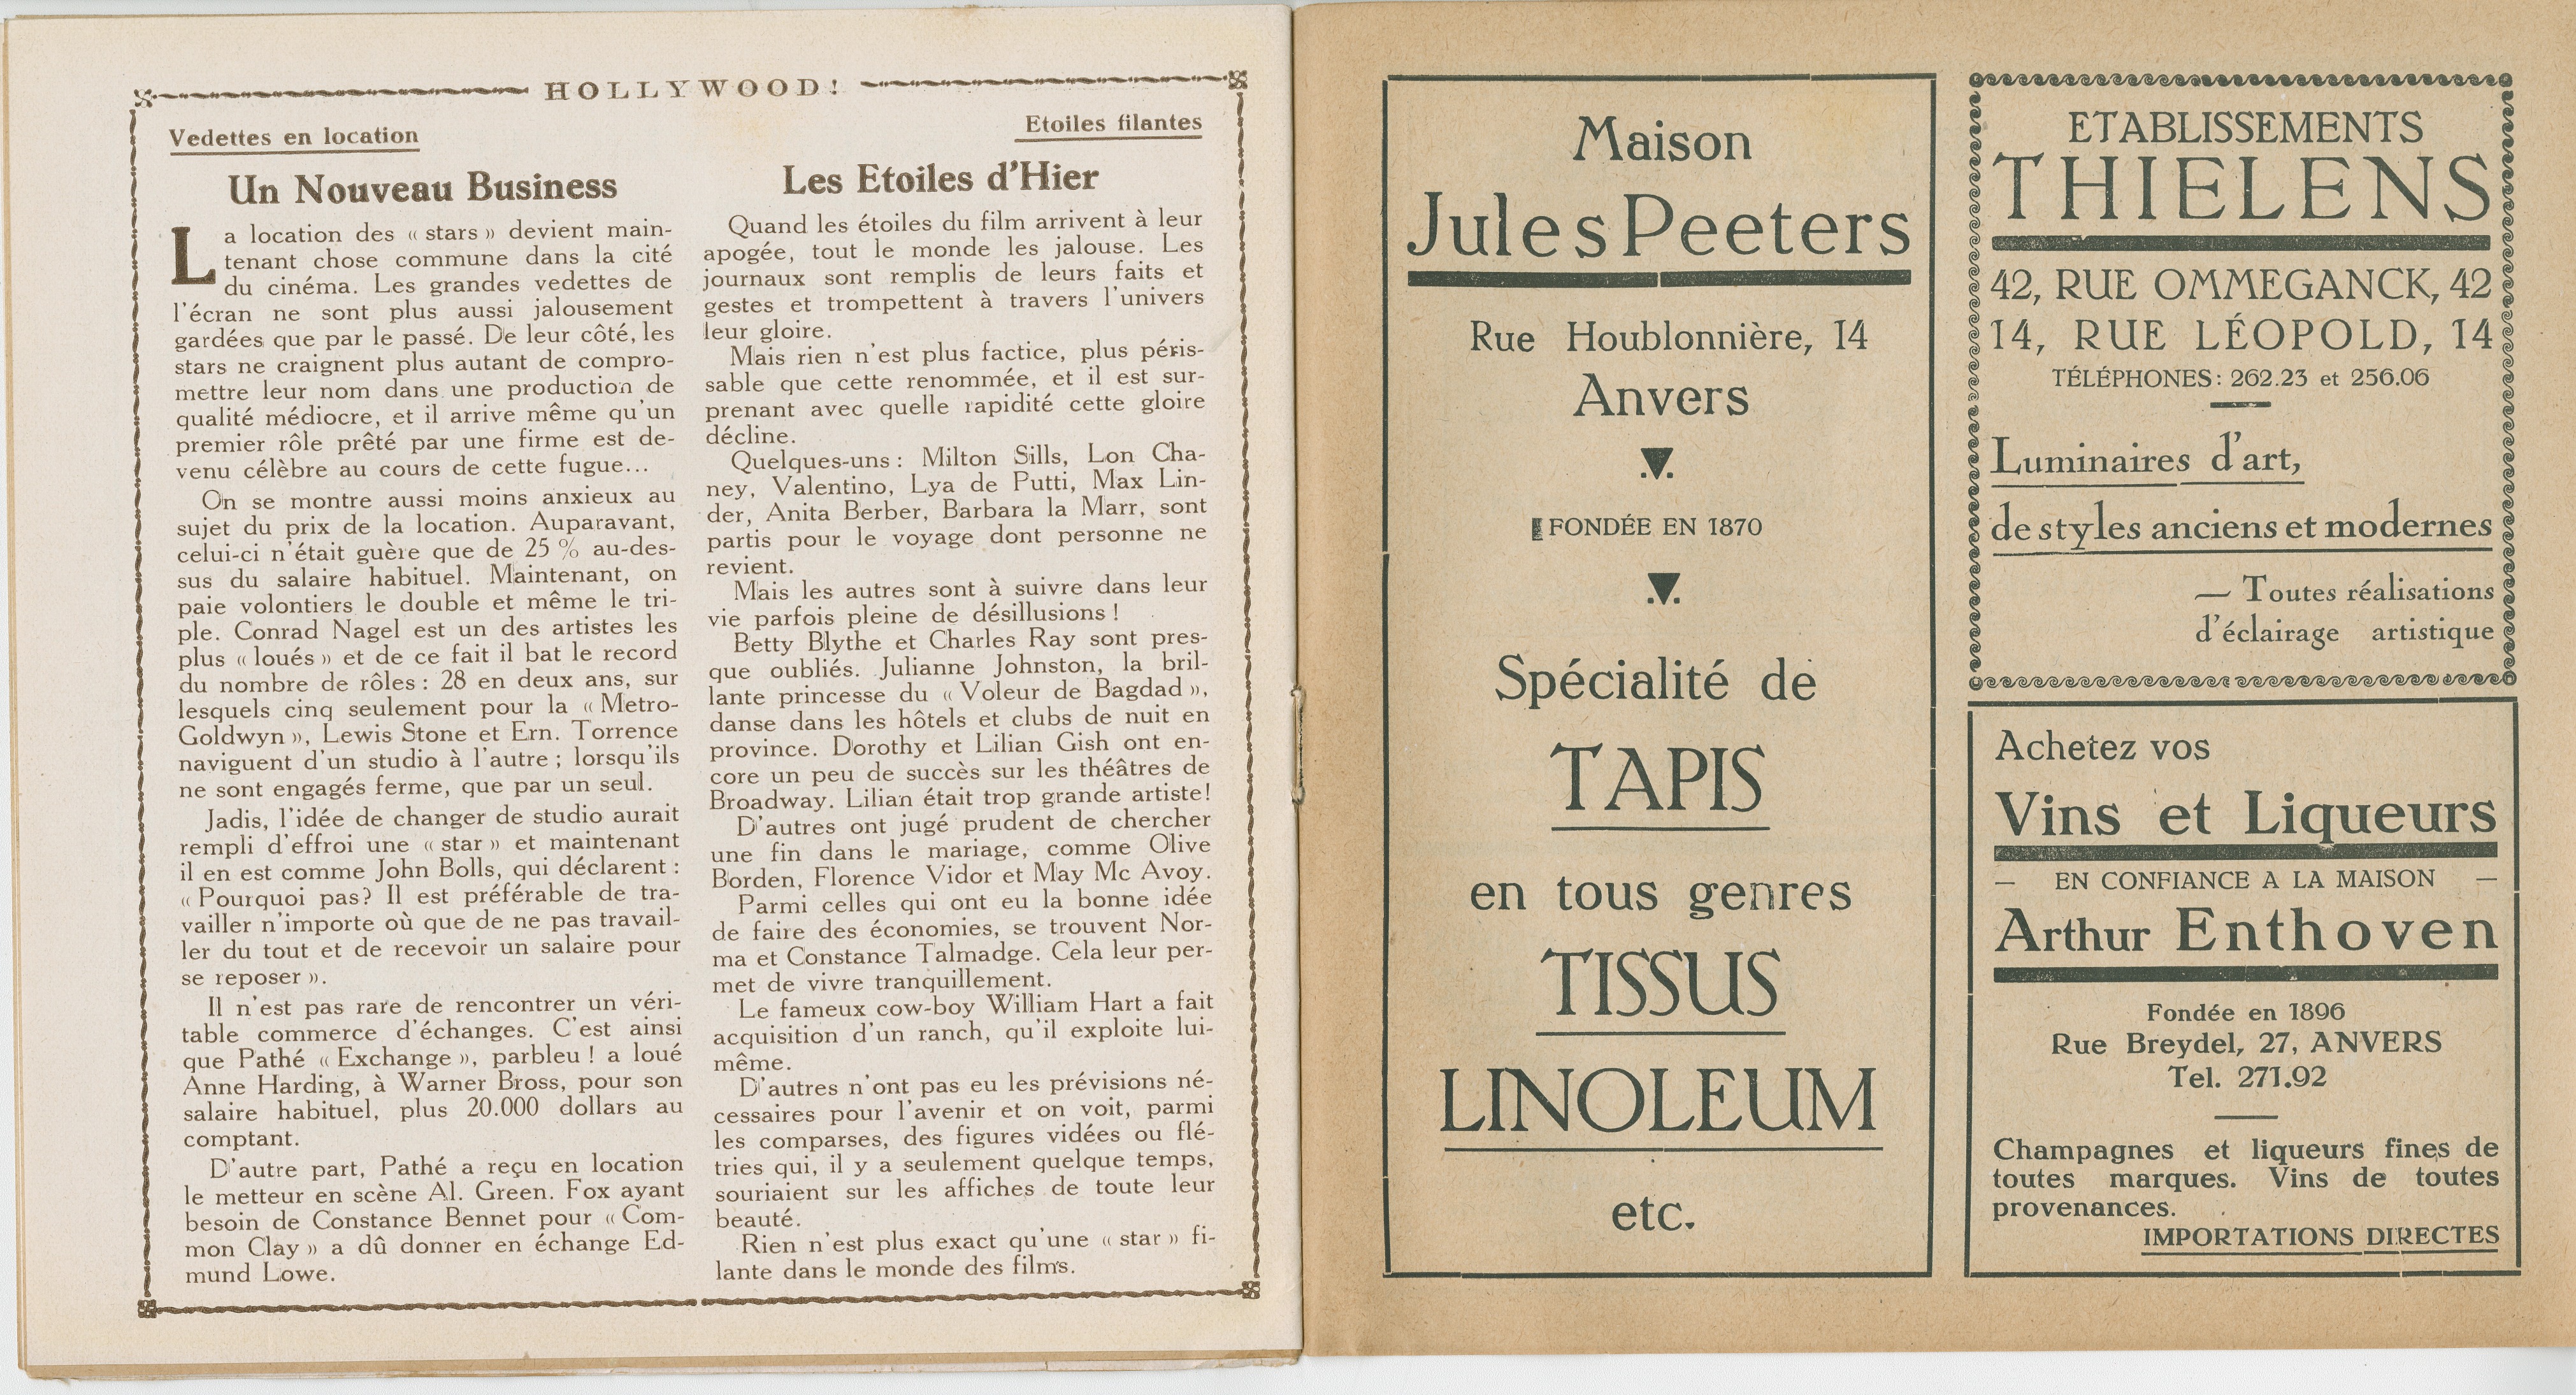 HOLLYWOOD!
Vedettes en location
Un Nouveau Business
La location des « stars » devient main-
tenant chose commune dans la cité
du cinéma. Les grandes vedettes de
l'écran ne sont plus aussi jalousement
gardées que par le passé. De leur côté, les
stars ne craignent plus autant de compro-
mettre leur nom dans une production de
qualité médiocre, et il arrive même qu'un
premier rôle prêté par une firme est de-
venu célèbre au cours de cette fugue...
On se montre aussi moins anxieux au
sujet du prix de la location. Auparavant,
celui-ci n'était guère que de 25 % au-des-
sus du salaire habituel. Maintenant, on
paie volontiers le double et même le tri-
ple. Conrad Nagel est un des artistes les
plus « loués » et de ce fait il bat le record
du nombre de rôles : 28 en deux ans, sur
lesquels cinq seulement pour la « Metro-
Goldwyn », Lewis Stone et Ern. Torrence
naviguent d'un studio à l'autre ; lorsqu'ils
ne sont engagés ferme, que par un seul.
Jadis, l'idée de changer de studio aurait
rempli d'effroi une « star » et maintenant
il en est comme John Bolls, qui déclarent :
« Pourquoi pas? Il est préférable de tra-
vailler n'importe où que de ne pas travail-
ler du tout et de recevoir un salaire pour
se reposer ».
Il n'est pas rare de rencontrer un véri-
table commerce d'échanges. C'est ainsi
que Pathé « Exchange », parbleu ! a loué
Anne Harding, à Warner Bross, pour son
salaire habituel, plus 20.000 dollars au
comptant.
D'autre part, Pathé a reçu en location
le metteur en scène Al. Green. Fox ayant
besoin de Constance Bennet pour « Com-
mon Clay » a dû donner en échange Ed-
mund Lowe.
Etoiles filantes
Les Etoiles d'Hier
Quand les étoiles du film arrivent à leur
apogée, tout le monde les jalouse. Les
journaux sont remplis de leurs faits et
gestes et trompettent à travers l'univers
leur gloire.
Mais rien n'est plus factice, plus péris-
sable que cette renommée, et il est sur-
prenant avec quelle rapidité cette gloire
décline.
Quelques-uns : Milton Sills, Lon Cha-
ney, Valentino, Lya de Putti, Max Lin-
der, Anita Berber, Barbara la Marr, sont
partis pour le voyage dont personne ne
revient.
Mais les autres sont à suivre dans leur
vie parfois pleine de désillusions !
Betty Blythe et Charles Ray sont pres-
que oubliés. Julianne Johnston, la bril-
lante princesse du « Voleur de Bagdad »,
danse dans les hôtels et clubs de nuit en
province. Dorothy et Lilian Gish ont en-
core un peu de succès sur les théâtres de
Broadway. Lilian était trop grande artiste!
D'autres ont jugé prudent de chercher
une fin dans le mariage, comme Olive
Borden, Florence Vidor et May Mc Avoy.
Parmi celles qui ont eu la bonne idée
de faire des économies, se trouvent Nor-
ma et Constance Talmadge. Cela leur per-
met de vivre tranquillement.
Le fameux cow-boy William Hart a fait
acquisition d'un ranch, qu'il exploite lui-
même.
D'autres n'ont pas eu les prévisions né-
cessaires pour l'avenir et on voit, parmi
les comparses, des figures vidées ou flé-
tries qui, il y a seulement quelque temps,
souriaient sur les affiches de toute leur
beauté.
Rien n'est plus exact qu'une « star » fi-
lante dans le monde des films.
Maison
Jules Peeters
Rue Houblonnière, 14
Anvers
FONDÉE EN 1870
Spécialité de
TAPIS
en tous genres
TISSUS
LINOLEUM
etc.
ETABLISSEMENTS
THIELENS
42, RUE OMMEGANCK, 42
14, RUE LÉOPOLD, 14
TÉLÉPHONES : 262.23 et 256.06
Luminaires d'art,
de styles anciens et modernes
— Toutes réalisations
d'éclairage artistique
Achetez vos
Vins et Liqueurs
— EN CONFIANCE A LA MAISON —
Arthur Enthoven
Fondée en 1896
Rue Breydel, 27, ANVERS
Tel. 271.92
Champagnes et liqueurs fines de
toutes marques. Vins de toutes
provenances.
IMPORTATIONS DIRECTES